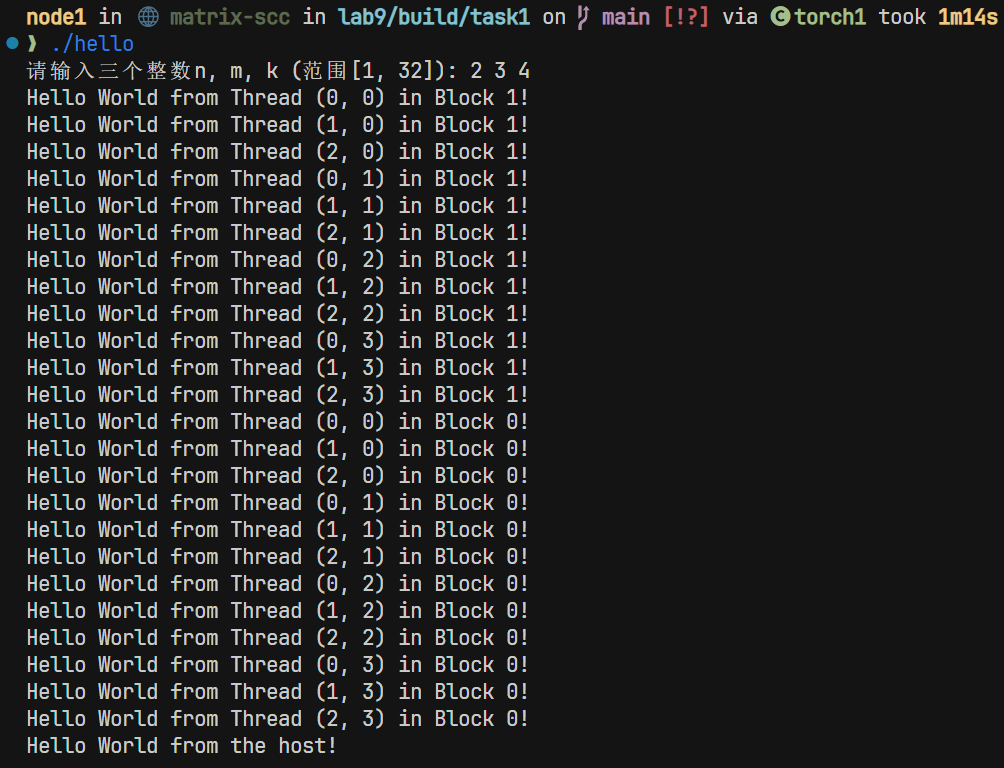 node1 in 🌐 matrix-scc in lab9/build/task1 on main [!?] via C torch1 took 1m14s
❯ ./hello
请输入三个整数n, m, k (范围[1, 32]): 2 3 4
Hello World from Thread (0, 0) in Block 1!
Hello World from Thread (1, 0) in Block 1!
Hello World from Thread (2, 0) in Block 1!
Hello World from Thread (0, 1) in Block 1!
Hello World from Thread (1, 1) in Block 1!
Hello World from Thread (2, 1) in Block 1!
Hello World from Thread (0, 2) in Block 1!
Hello World from Thread (1, 2) in Block 1!
Hello World from Thread (2, 2) in Block 1!
Hello World from Thread (0, 3) in Block 1!
Hello World from Thread (1, 3) in Block 1!
Hello World from Thread (2, 3) in Block 1!
Hello World from Thread (0, 0) in Block 0!
Hello World from Thread (1, 0) in Block 0!
Hello World from Thread (2, 0) in Block 0!
Hello World from Thread (0, 1) in Block 0!
Hello World from Thread (1, 1) in Block 0!
Hello World from Thread (2, 1) in Block 0!
Hello World from Thread (0, 2) in Block 0!
Hello World from Thread (1, 2) in Block 0!
Hello World from Thread (2, 2) in Block 0!
Hello World from Thread (0, 3) in Block 0!
Hello World from Thread (1, 3) in Block 0!
Hello World from Thread (2, 3) in Block 0!
Hello World from the host!